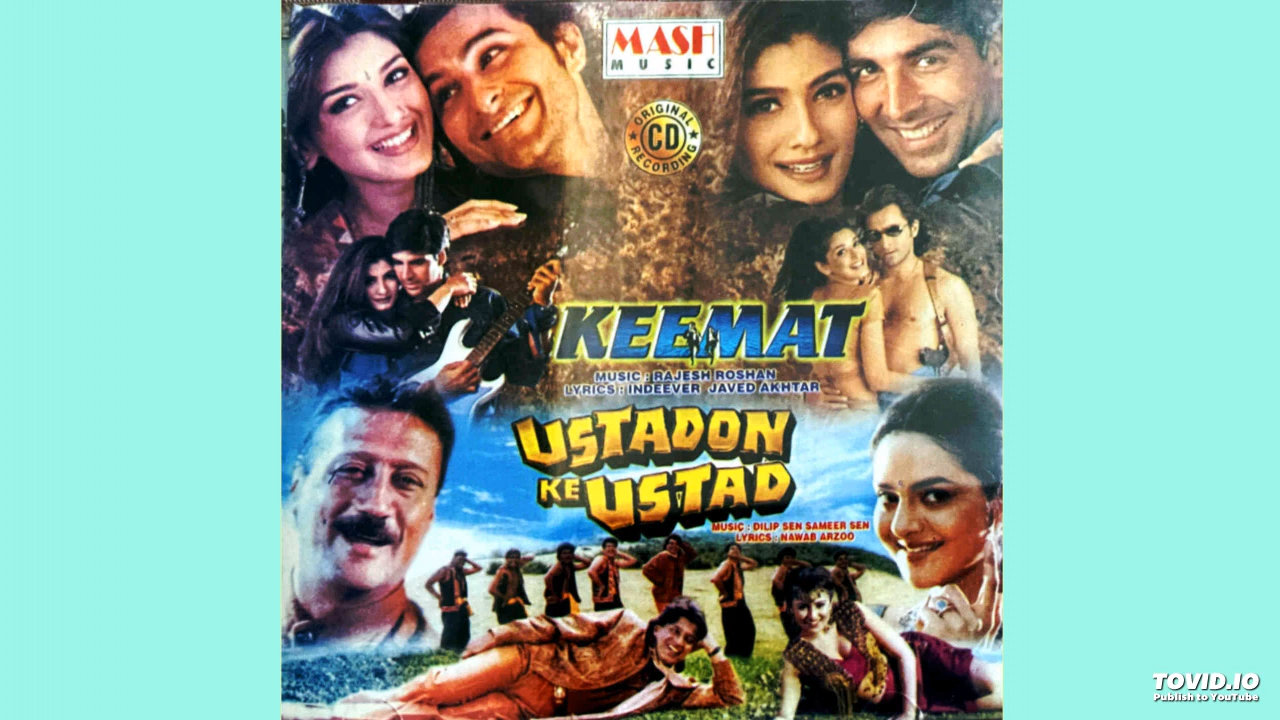 MASH
MUSIC
ORIGINAL
CD
RECORDING
KEEMAT
MUSIC : RAJESH ROSHAN
LYRICS : INDEEVER JAVED AKHTAR
USTADON
KE USTAD
MUSIC : DILIP SEN SAMEER SEN
LYRICS : NAWAB ARZOO
TOVID.IO
Publish to YouTube